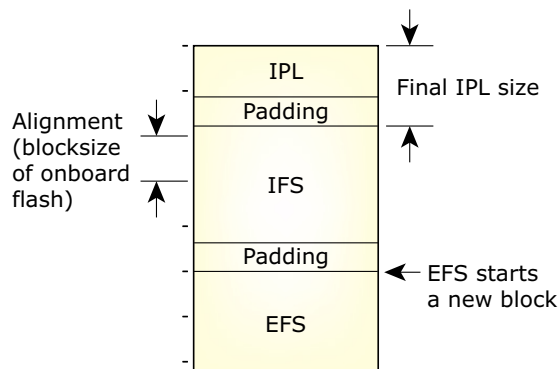 IPL
Final IPL size
Padding
Alignment
(blocksize
of onboard
flash)
IFS
Padding
EFS starts
a new block
EFS